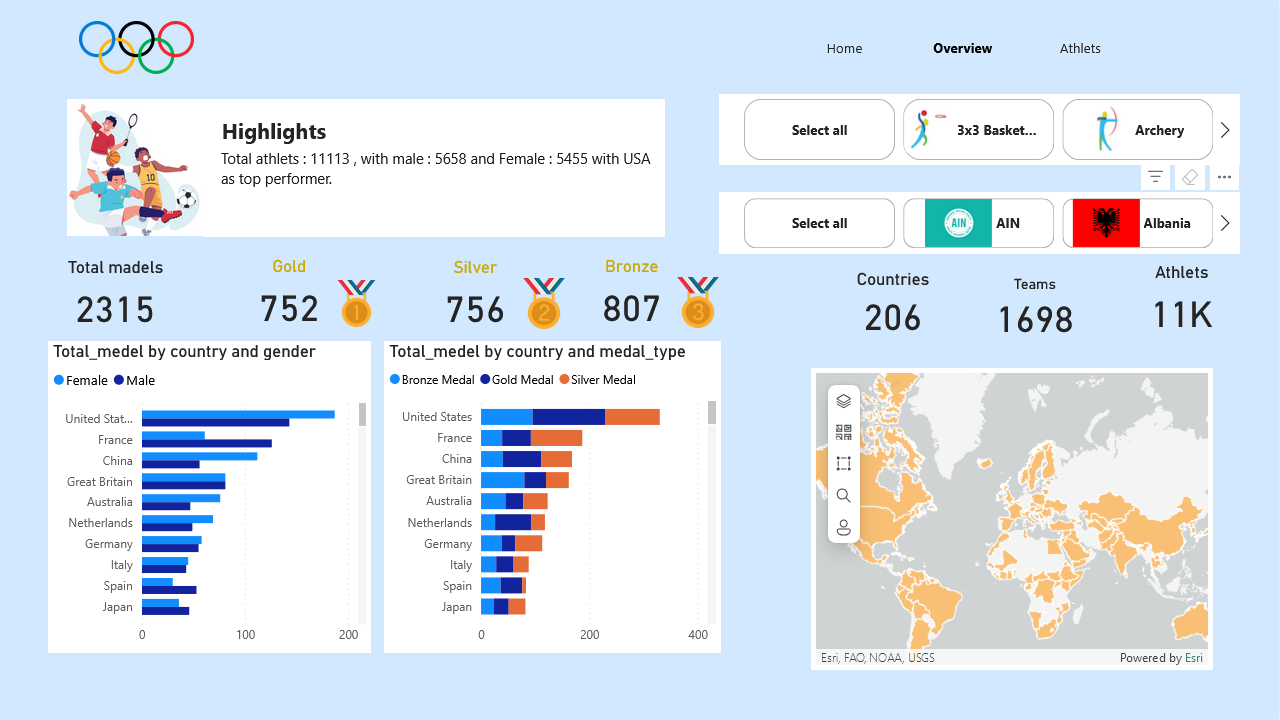 Home
Overview
Athlets
Highlights
Total athletes : 11113 , with male : 5658 and Female : 5455 with USA
as top performer.
10
Select all
3x3 Basket...
Archery
Select all
AIN
AIN
Albania
Total madels
2315
Gold
752
1
Silver
756
2
Bronze
807
3
Countries
206
Teams
1698
Athlets
11K
Total_medel by country and gender
Female
Male
United Stat...
France
China
Great Britain
Australia
Netherlands
Germany
Italy
Spain
Japan
0
100
200
Total_medel by country and medal_type
Bronze Medal
Gold Medal
Silver Medal
United States
France
China
Great Britain
Australia
Netherlands
Germany
Italy
Spain
Japan
0
200
400
Esri, FAO, NOAA, USGS
Powered by Esri